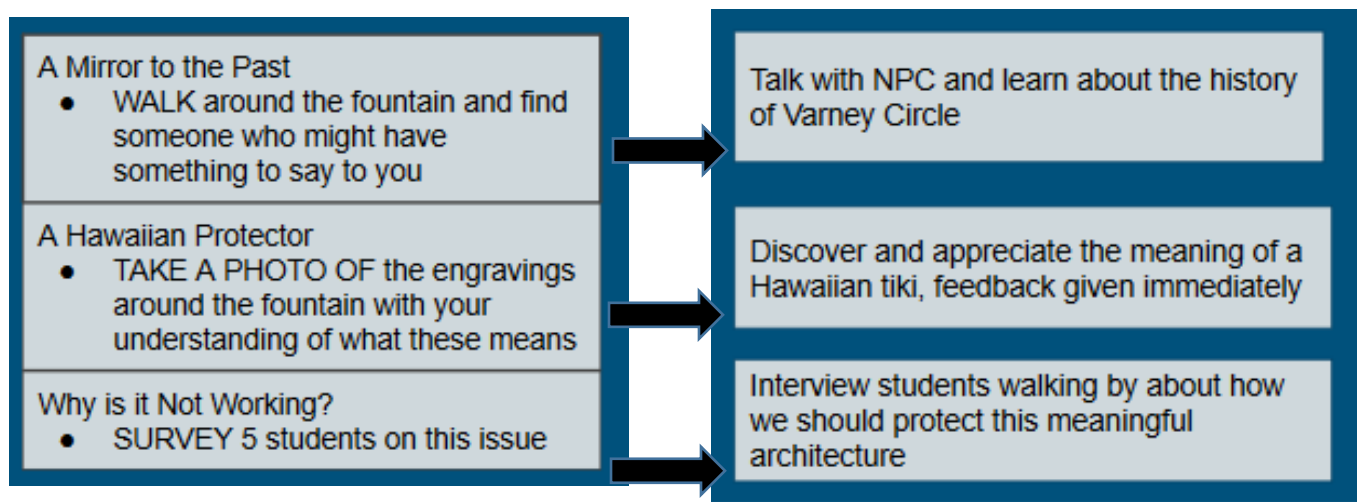 A Mirror to the Past
● WALK around the fountain and find
someone who might have
something to say to you
A Hawaiian Protector
● TAKE A PHOTO OF the engravings
around the fountain with your
understanding of what these means
Why is it Not Working?
● SURVEY 5 students on this issue
Talk with NPC and learn about the history
of Varney Circle
Discover and appreciate the meaning of a
Hawaiian tiki, feedback given immediately
Interview students walking by about how
we should protect this meaningful
architecture